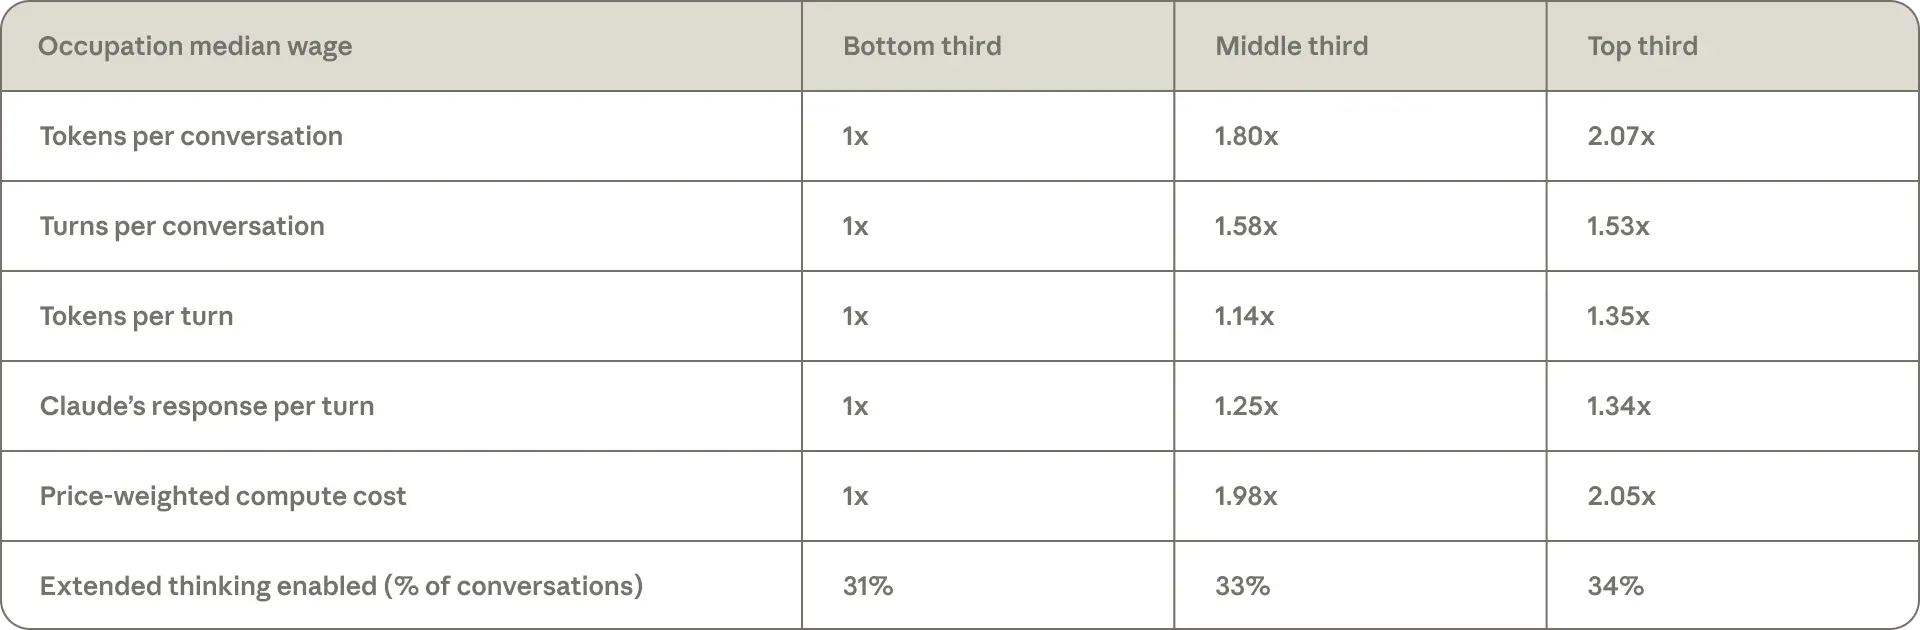 Occupation median wage Bottom third Middle third Top third
Tokens per conversation 1x 1.80x 2.07x
Turns per conversation 1x 1.58x 1.53x
Tokens per turn 1x 1.14x 1.35x
Claude’s response per turn 1x 1.25x 1.34x
Price-weighted compute cost 1x 1.98x 2.05x
Extended thinking enabled (% of conversations) 31% 33% 34%